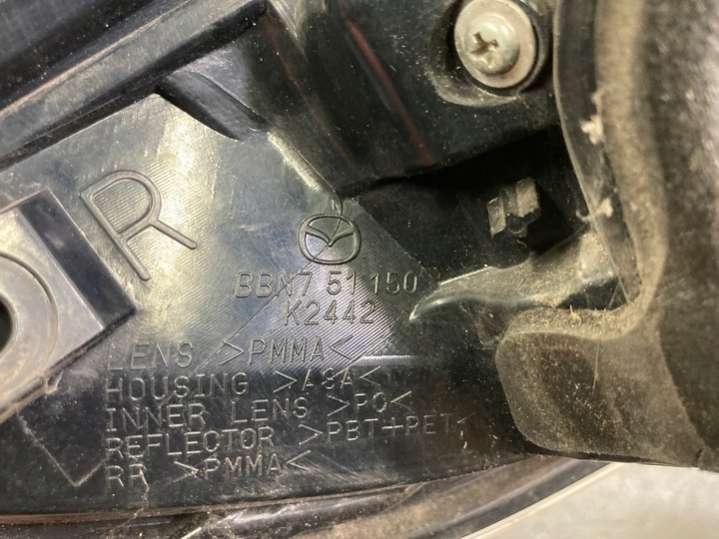 R
BBN7 51 150
K2442
LENS >PMMA<
HOUSING >ASA<
INNER LENS >PC<
REFLECTOR >PBT+PET<
RR >PMMA<